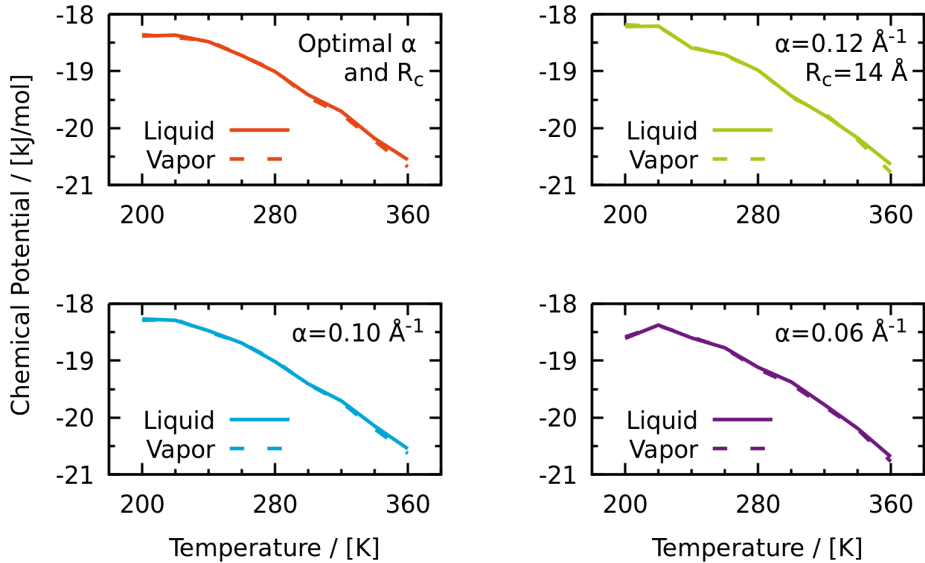 Chemical Potential / [kJ/mol]
-18
-19
-20
-21
200
280
360
Optimal α
and Rc
Liquid
Vapor
-18
-19
-20
-21
200
280
360
α=0.12 Å-1
Rc=14 Å
Liquid
Vapor
-18
-19
-20
-21
200
280
360
α=0.10 Å-1
Liquid
Vapor
Temperature / [K]
-18
-19
-20
-21
200
280
360
α=0.06 Å-1
Liquid
Vapor
Temperature / [K]